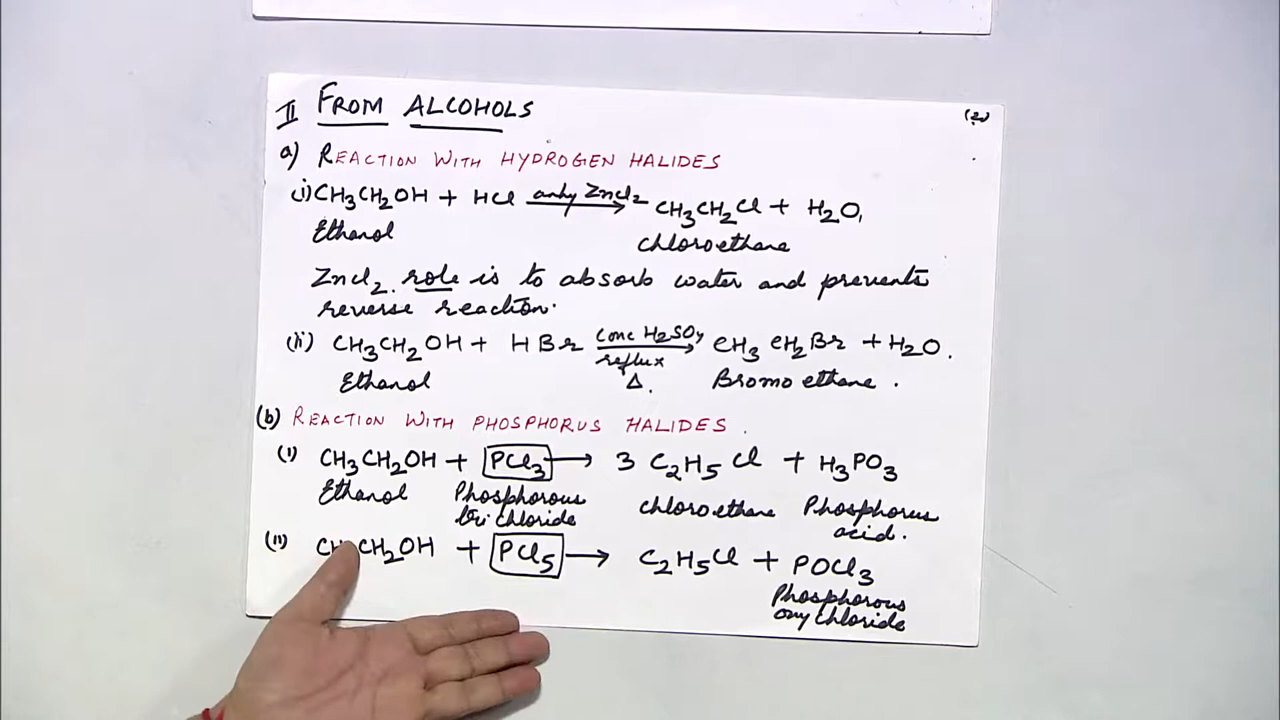 II FROM ALCOHOLS (2)
a) REACTION WITH HYDROGEN HALIDES
(i) CH3CH2OH + HCl anhy ZnCl2 → CH3CH2Cl + H2O,
Ethanol chloroethane
ZnCl2 role is to absorb water and prevents
reverse reaction.
(ii) CH3CH2OH + HBr Conc H2SO4 reflux Δ. → CH3 CH2Br + H2O.
Ethanol Bromo ethane.
(b) REACTION WITH PHOSPHORUS HALIDES.
(i) CH3CH2OH + PCl3 → 3 C2H5Cl + H3PO3
Ethanol Phosphorous tri chloride chloroethane Phosphorus acid.
(ii) CH CH2OH + PCl5 → C2H5Cl + POCl3
Phosphorous
oxy chloride